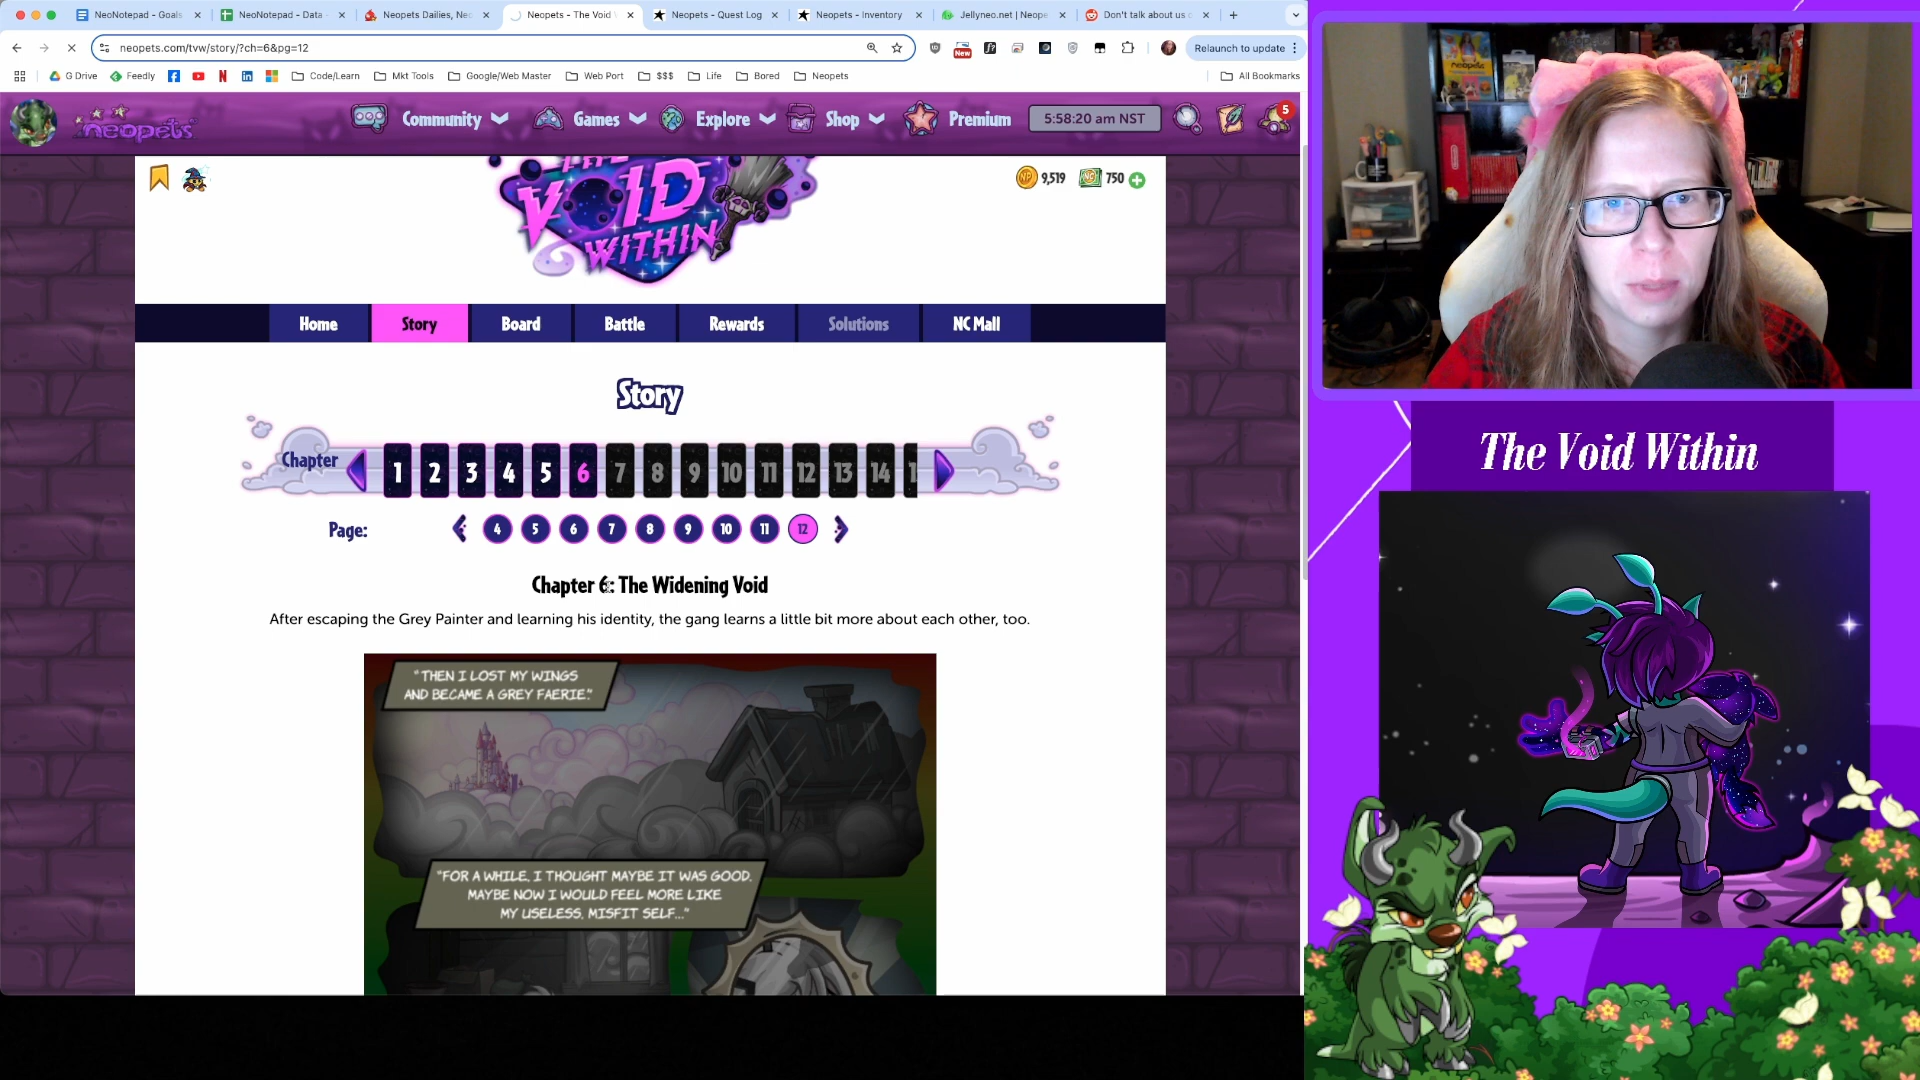 NeoNotepad - Goals
NeoNotepad - Data -
Neopets Dailies, Neo
Neopets - The Void
Neopets - Quest Log
Neopets - Inventory
Jellyneo.net | Neope
Don't talk about us
neopets.com/tvw/story/?ch=6&pg=12
New
Relaunch to update
G Drive
Feedly
Code/Learn
Mkt Tools
Google/Web Master
Web Port
$$$
Life
Bored
Neopets
All Bookmarks
neopets
Community
Games
Explore
Shop
Premium
5:58:20 am NST
5
THE
VOID
WITHIN
NP
9,519
750
Home
Story
Board
Battle
Rewards
Solutions
NC Mall
Story
Chapter
1 2 3 4 5 6 7 8 9 10 11 12 13 14 1
Page:
4 5 6 7 8 9 10 11 12
Chapter 6: The Widening Void
After escaping the Grey Painter and learning his identity, the gang learns a little bit more about each other, too.
"THEN I LOST MY WINGS
AND BECAME A GREY FAERIE."
"FOR A WHILE, I THOUGHT MAYBE IT WAS GOOD.
MAYBE NOW I WOULD FEEL MORE LIKE
MY USELESS, MISFIT SELF..."
The Void Within